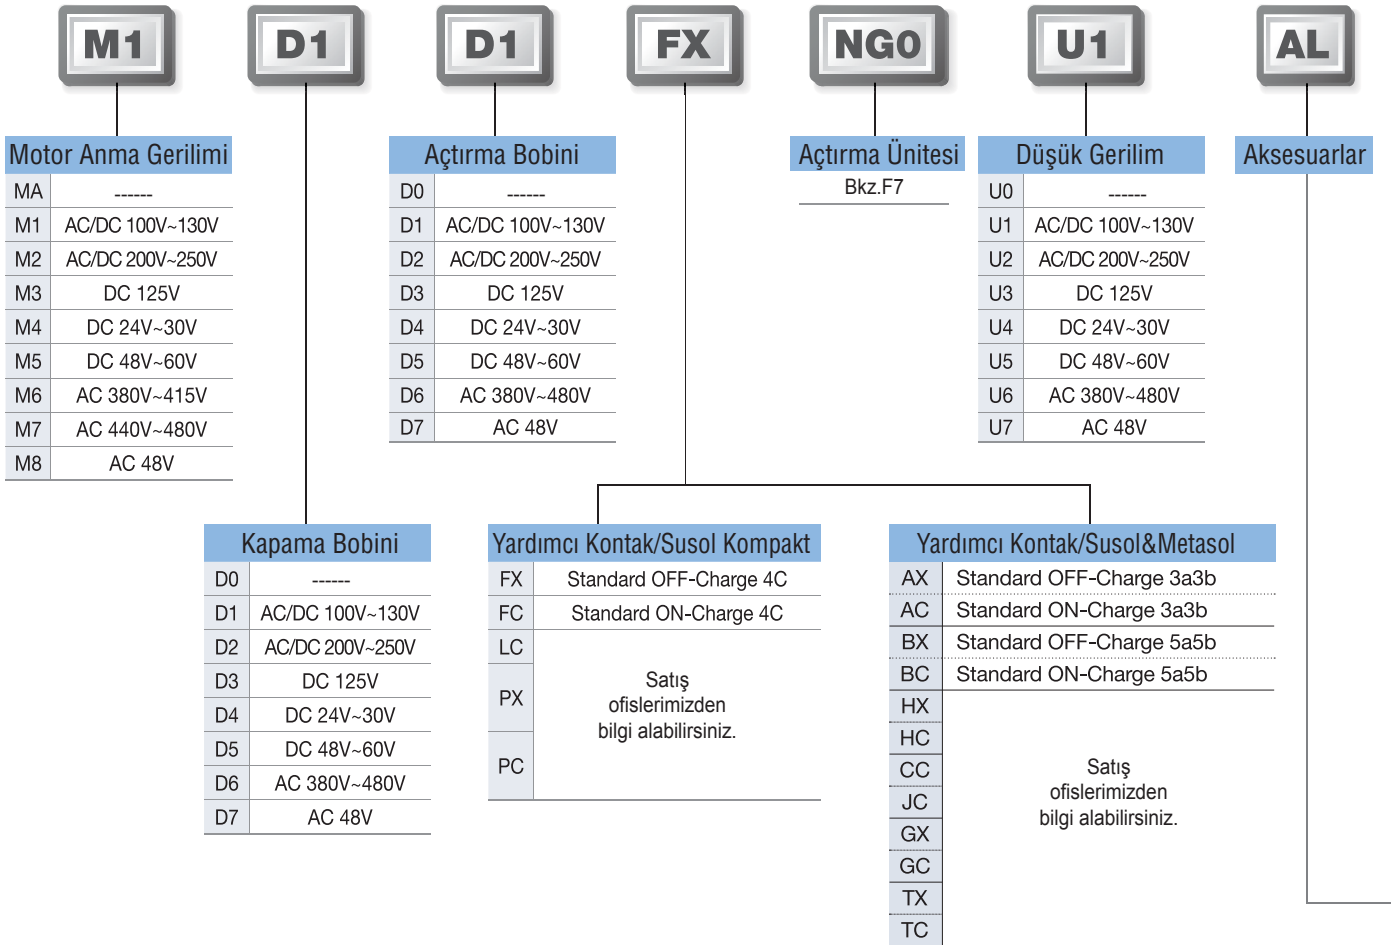 M1 D1 D1 FX NG0 U1 AL
Motor Anma Gerilimi
MA ------
M1 AC/DC 100V~130V
M2 AC/DC 200V~250V
M3 DC 125V
M4 DC 24V~30V
M5 DC 48V~60V
M6 AC 380V~415V
M7 AC 440V~480V
M8 AC 48V
Açtırma Bobini
D0 ------
D1 AC/DC 100V~130V
D2 AC/DC 200V~250V
D3 DC 125V
D4 DC 24V~30V
D5 DC 48V~60V
D6 AC 380V~480V
D7 AC 48V
Açtırma Ünitesi
Bkz.F7
Düşük Gerilim
U0 ------
U1 AC/DC 100V~130V
U2 AC/DC 200V~250V
U3 DC 125V
U4 DC 24V~30V
U5 DC 48V~60V
U6 AC 380V~480V
U7 AC 48V
Aksesuarlar
Kapama Bobini
D0 ------
D1 AC/DC 100V~130V
D2 AC/DC 200V~250V
D3 DC 125V
D4 DC 24V~30V
D5 DC 48V~60V
D6 AC 380V~480V
D7 AC 48V
Yardımcı Kontak/Susol Kompakt
FX Standard OFF-Charge 4C
FC Standard ON-Charge 4C
LC
PX
PC
Satış
ofislerimizden
bilgi alabilirsiniz.
Yardımcı Kontak/Susol&Metasol
AX Standard OFF-Charge 3a3b
AC Standard ON-Charge 3a3b
BX Standard OFF-Charge 5a5b
BC Standard ON-Charge 5a5b
HX
HC
CC
JC
GX
GC
TX
TC
Satış
ofislerimizden
bilgi alabilirsiniz.